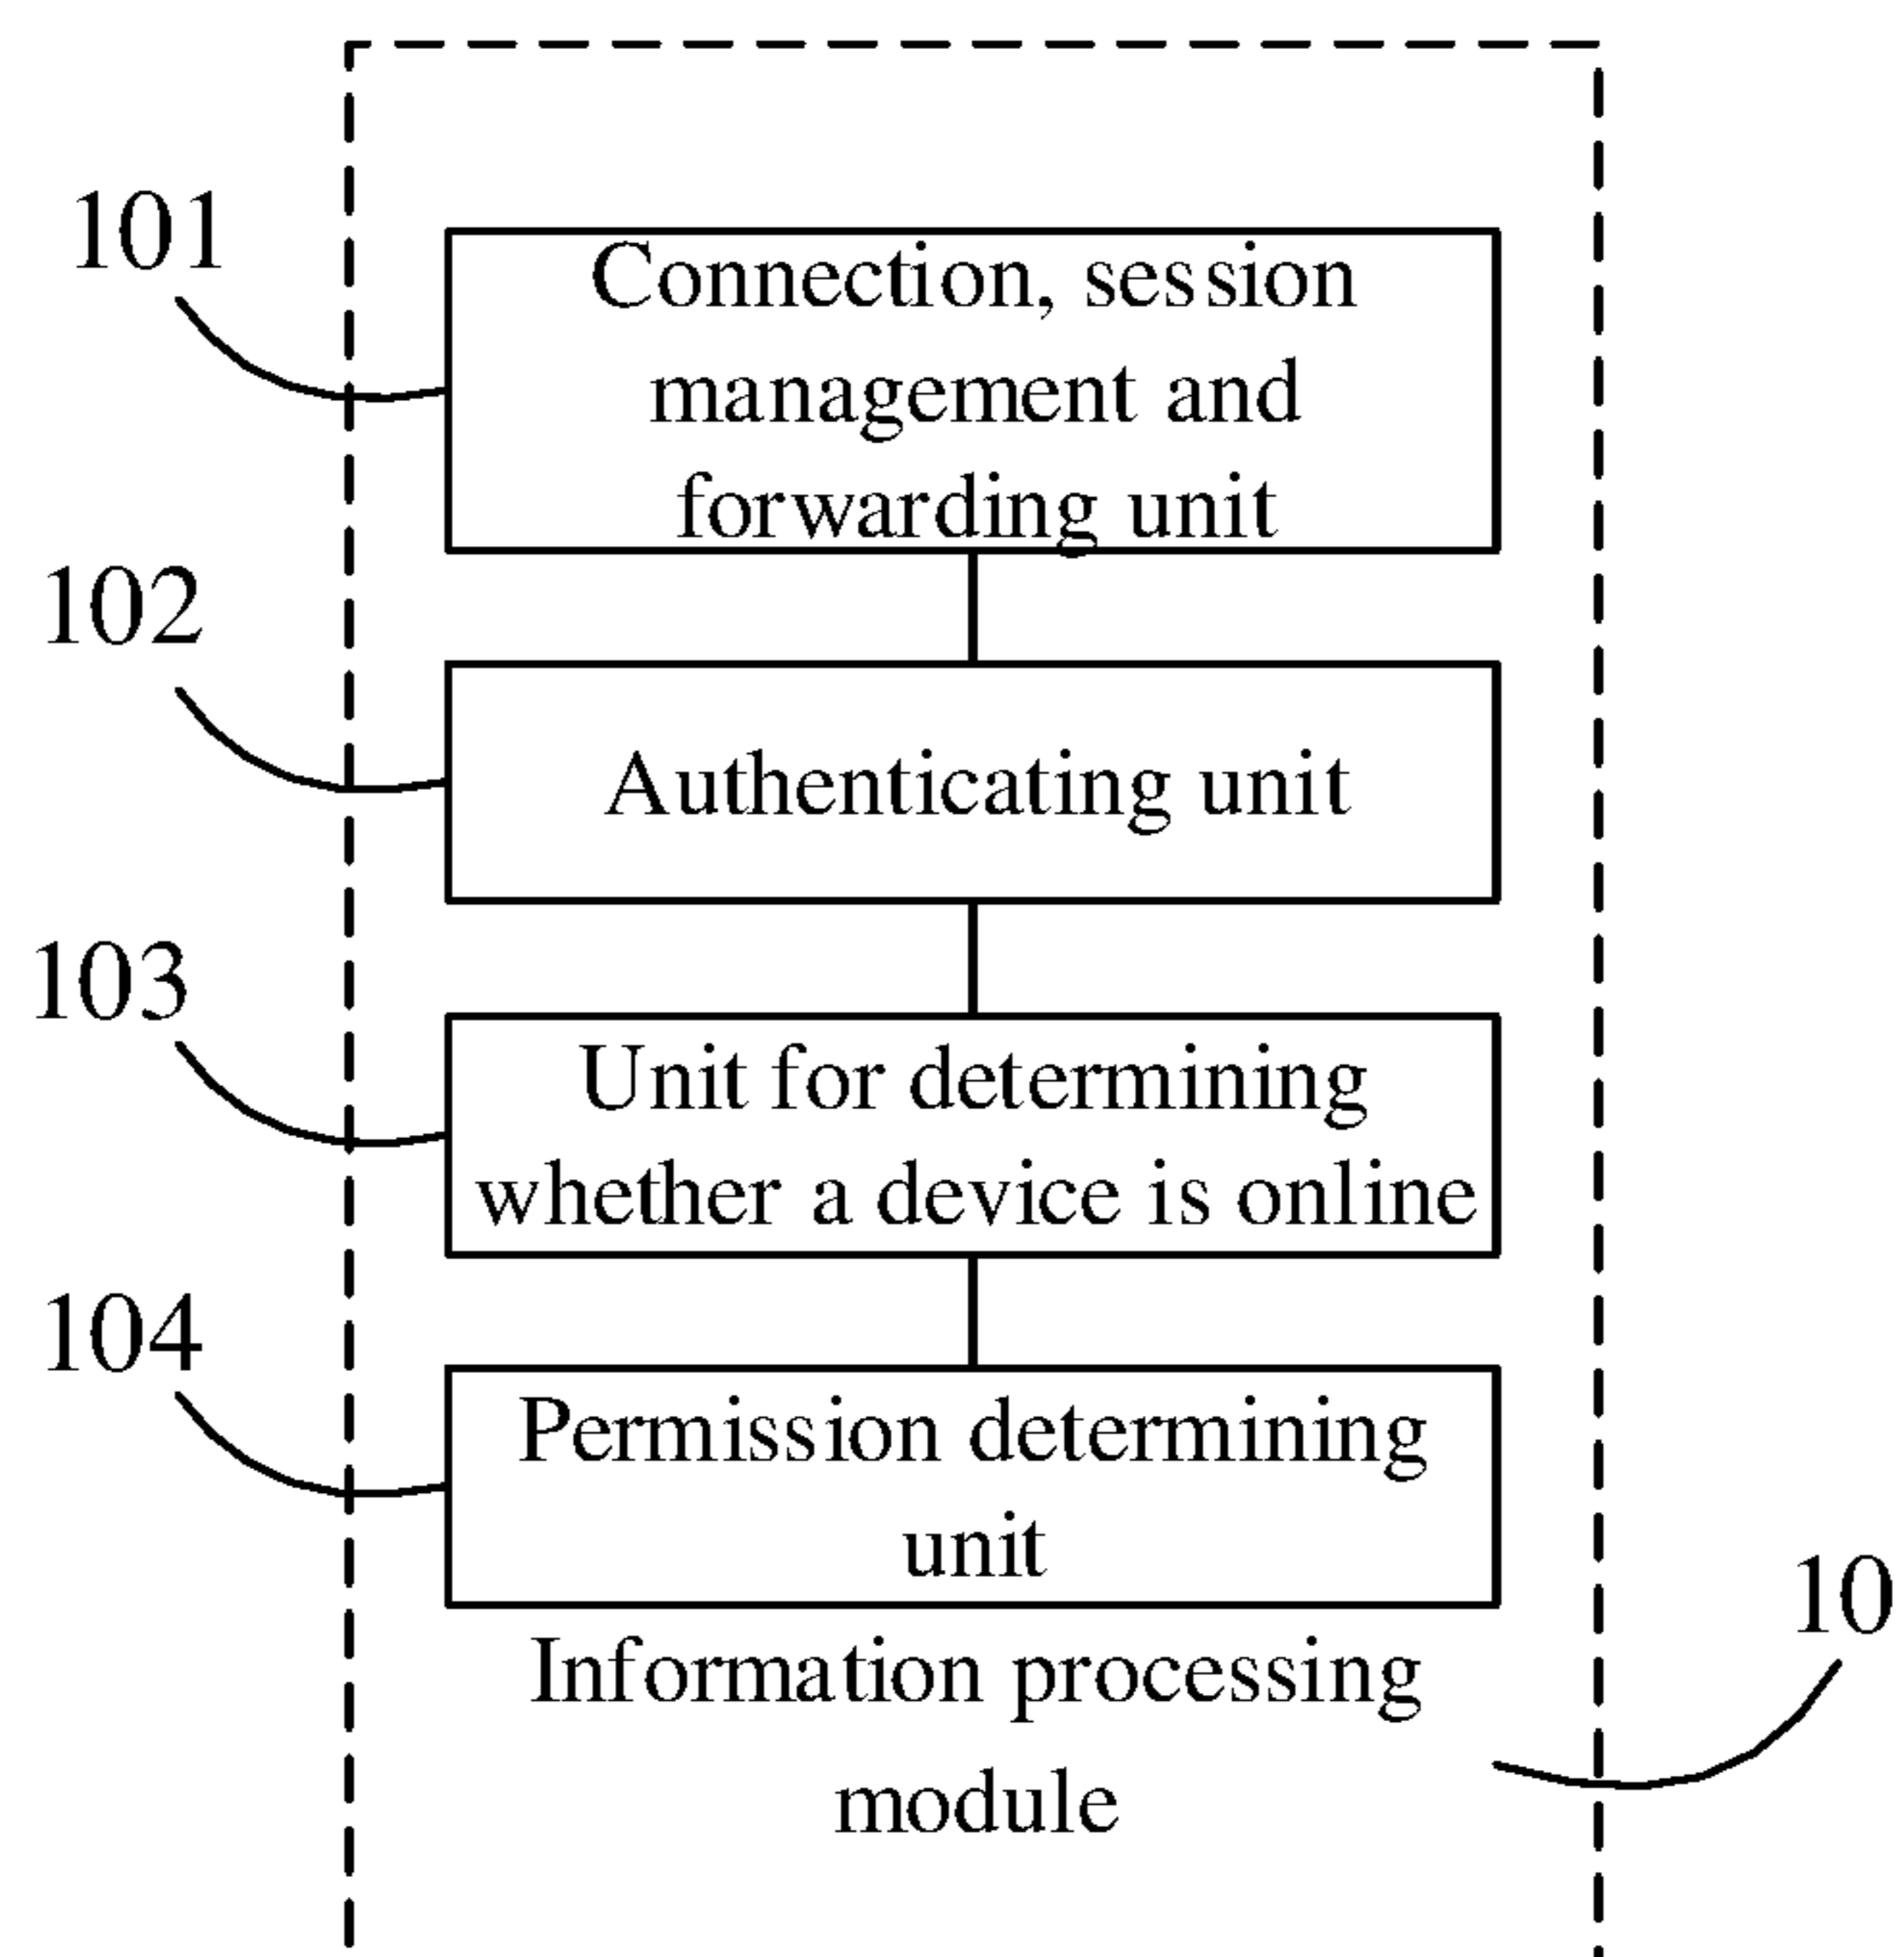 101
Connection, session
management and
forwarding unit
102
Authenticating unit
103
Unit for determining
whether a device is online
104
Permission determining
unit
10
Information processing
module